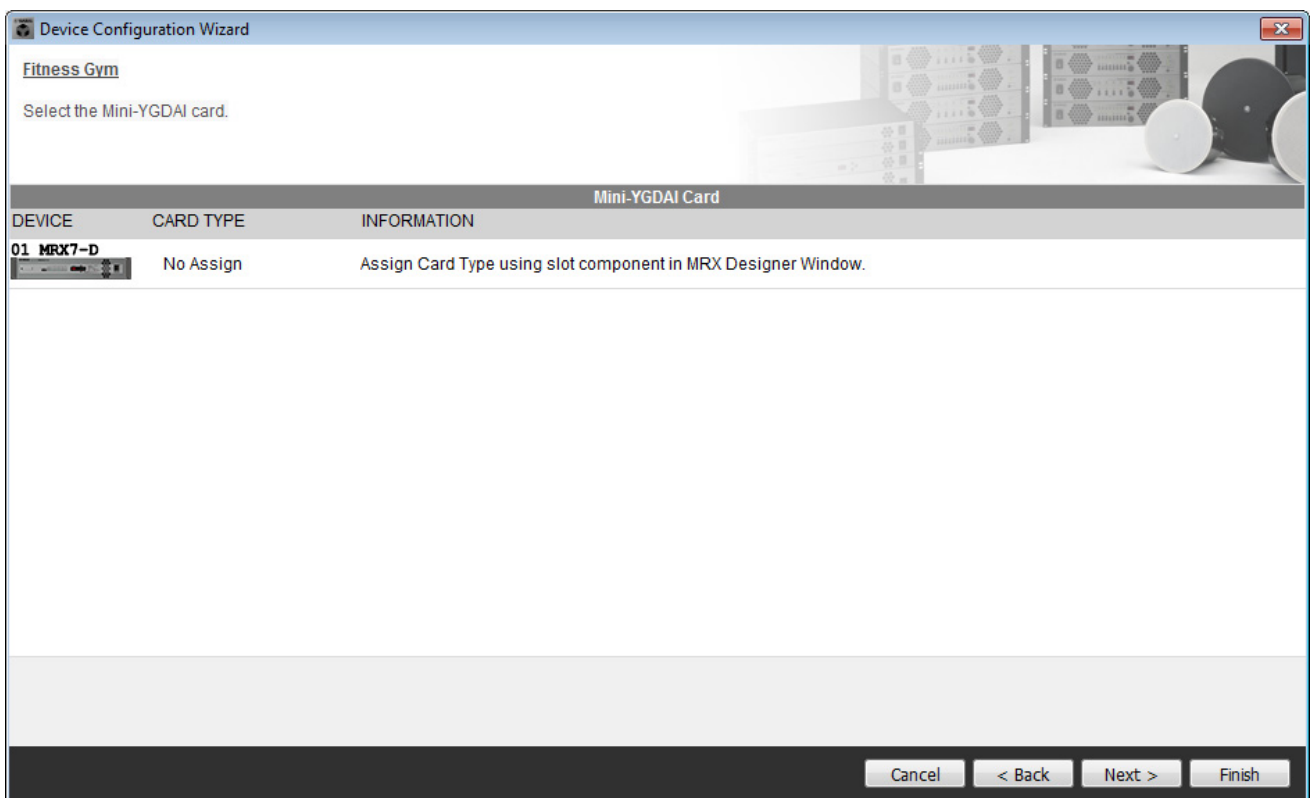 Device Configuration Wizard
Fitness Gym
Select the Mini-YGDAI card.
Mini-YGDAI Card
DEVICE CARD TYPE INFORMATION
01 MRX7-D
No Assign Assign Card Type using slot component in MRX Designer Window.
Cancel < Back Next > Finish